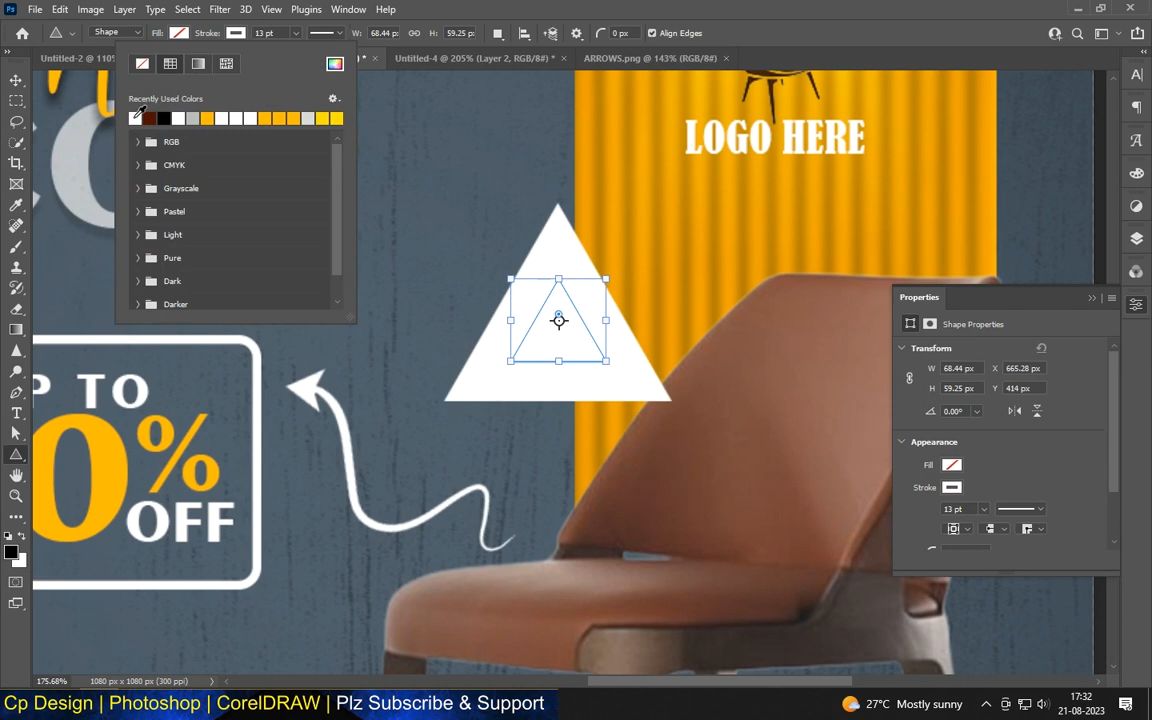 Ps File Edit Image Layer Type Select Filter 3D View Plugins Window Help
Shape Fill: Stroke: 13 pt W: 68.44 p: H: 59.25 p: 0 px Align Edges
Untitled-2 @ 110% * × Untitled-4 @ 205% (Layer 2, RGB/8#) * × ARROWS.png @ 143% (RGB/8#) ×
Recently Used Colors
RGB
CMYK
Grayscale
Pastel
Light
Pure
Dark
Darker
LOGO HERE
P TO
0%
OFF
Properties
Shape Properties
Transform
W 68.44 px X 665.28 px
H 59.25 px Y 414 px
0.00°
Appearance
Fill
Stroke
13 pt
175.68% 1080 px x 1080 px (300 ppi)
Cp Design | Photoshop | CorelDRAW | Plz Subscribe & Support
27°C Mostly sunny
17:32
21-08-2023